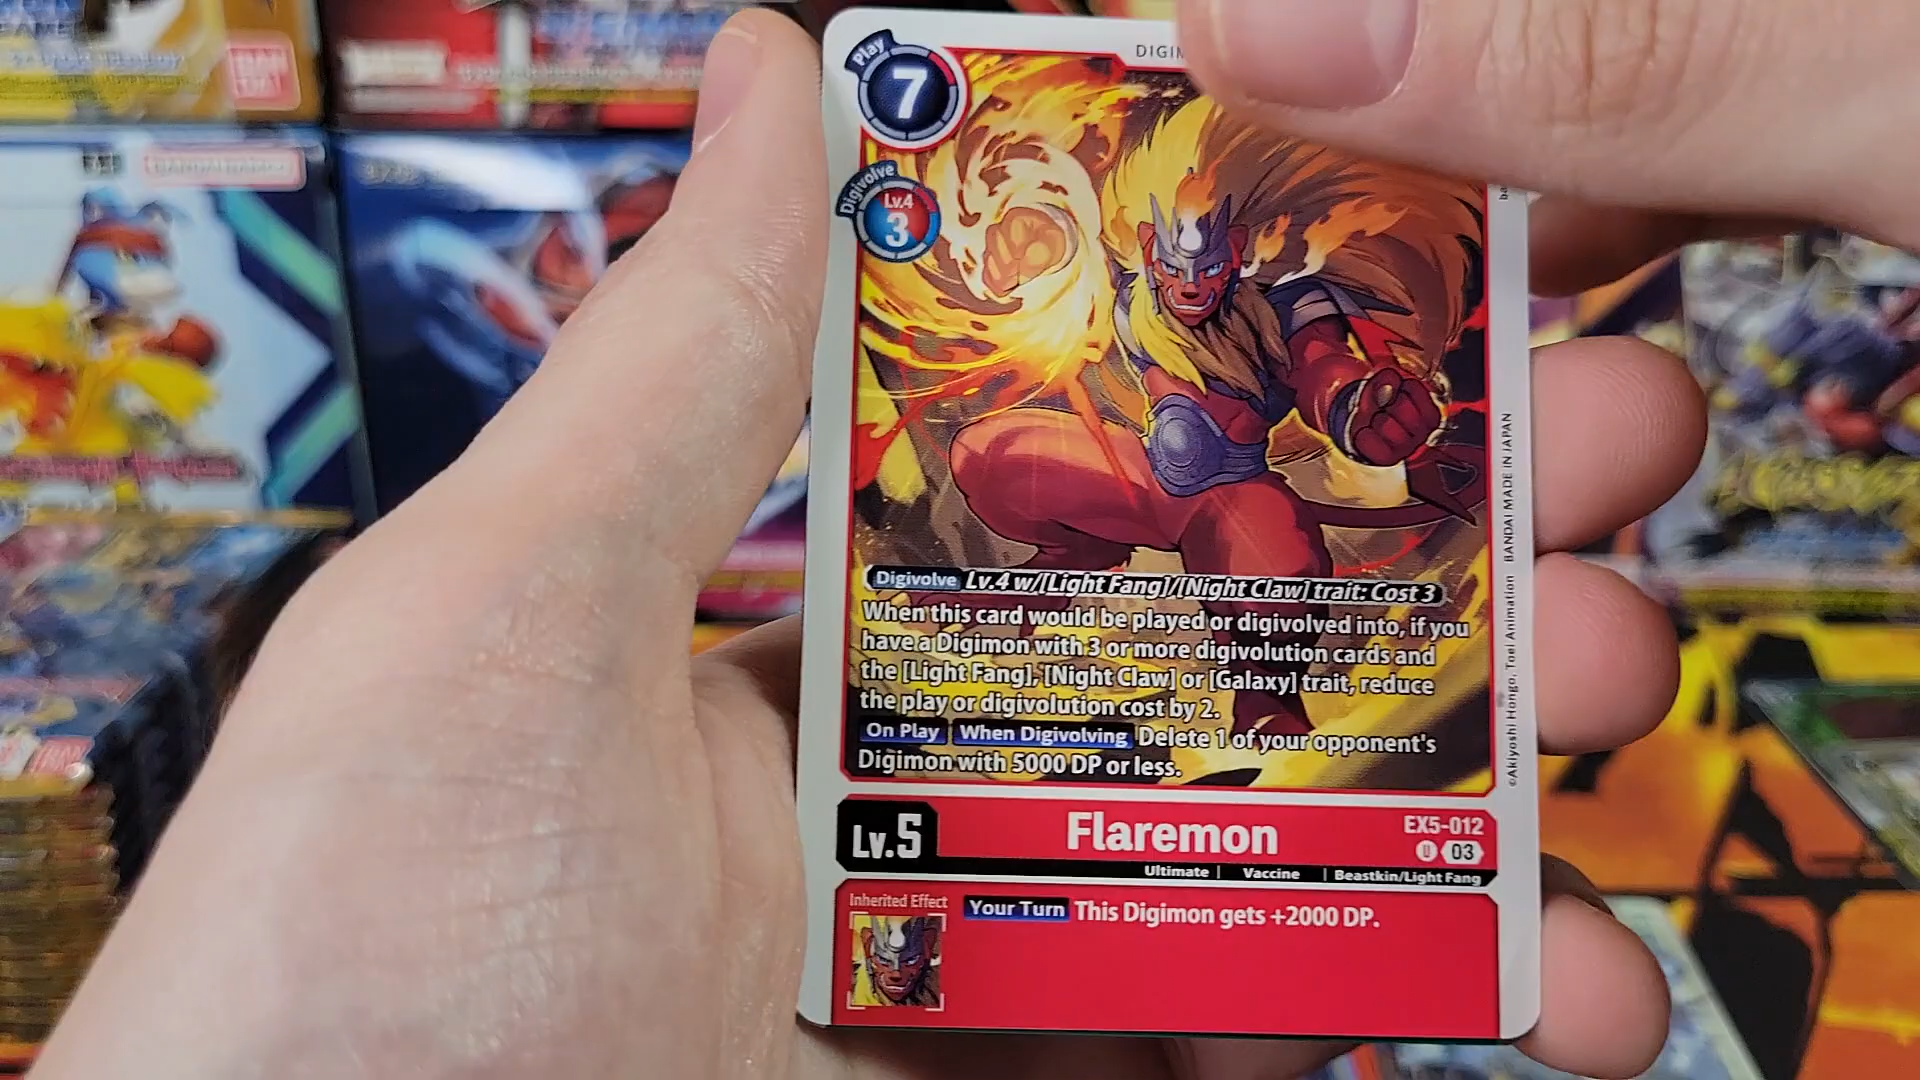 DIGIM
Play
7
Digivolve
Lv.4
3
Digivolve Lv.4 w/[Light Fang]/[Night Claw] trait: Cost 3
When this card would be played or digivolved into, if you
have a Digimon with 3 or more digivolution cards and
the [Light Fang], [Night Claw] or [Galaxy] trait, reduce
the play or digivolution cost by 2.
On Play When Digivolving Delete 1 of your opponent's
Digimon with 5000 DP or less.
©Akiyoshi Hongo, Toei Animation BANDAI MADE IN JAPAN
Lv.5
Flaremon
EX5-012
U 03
Ultimate | Vaccine | Beastkin/Light Fang
Inherited Effect
Your Turn This Digimon gets +2000 DP.